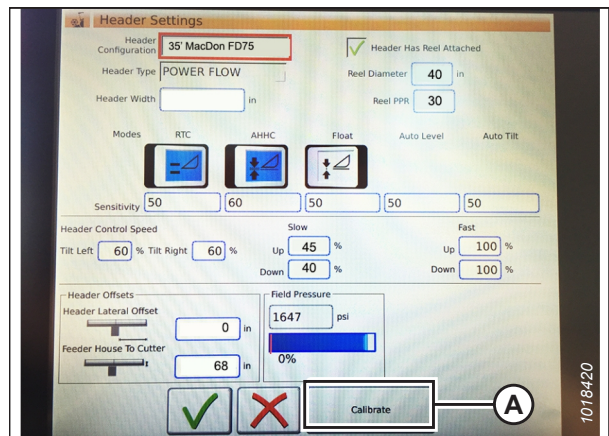 Header Settings
Header Configuration 35' MacDon FD75
Header Has Reel Attached
Header Type POWER FLOW
Reel Diameter 40 in
Header Width in
Reel PPR 30
Modes RTC AHHC Float Auto Level Auto Tilt
Sensitivity 50 60 50 50 50
Header Control Speed
Slow
Fast
Tilt Left 60 % Tilt Right 60 %
Up 45 %
Up 100 %
Down 40 %
Down 100 %
Header Offsets
Field Pressure
Header Lateral Offset
0 in
1647 psi
Feeder House To Cutter
68 in
0%
Calibrate
A
1018420